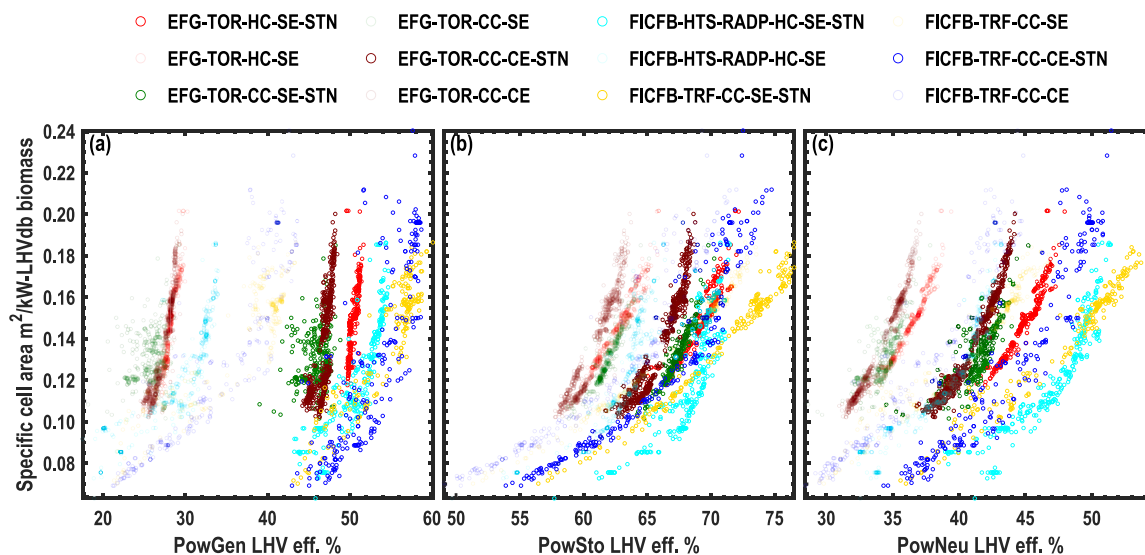 EFG-TOR-HC-SE-STN EFG-TOR-CC-SE FICFB-HTS-RADP-HC-SE-STN FICFB-TRF-CC-SE
EFG-TOR-HC-SE EFG-TOR-CC-CE-STN FICFB-HTS-RADP-HC-SE FICFB-TRF-CC-CE-STN
EFG-TOR-CC-SE-STN EFG-TOR-CC-CE FICFB-TRF-CC-SE-STN FICFB-TRF-CC-CE
(a) (b) (c)
0.24
0.22
0.20
0.18
0.16
0.14
0.12
0.10
0.08
Specific cell area m²/kW-LHVdb biomass
20 30 40 50 60 50 55 60 65 70 75 30 35 40 45 50
PowGen LHV eff. % PowSto LHV eff. % PowNeu LHV eff. %